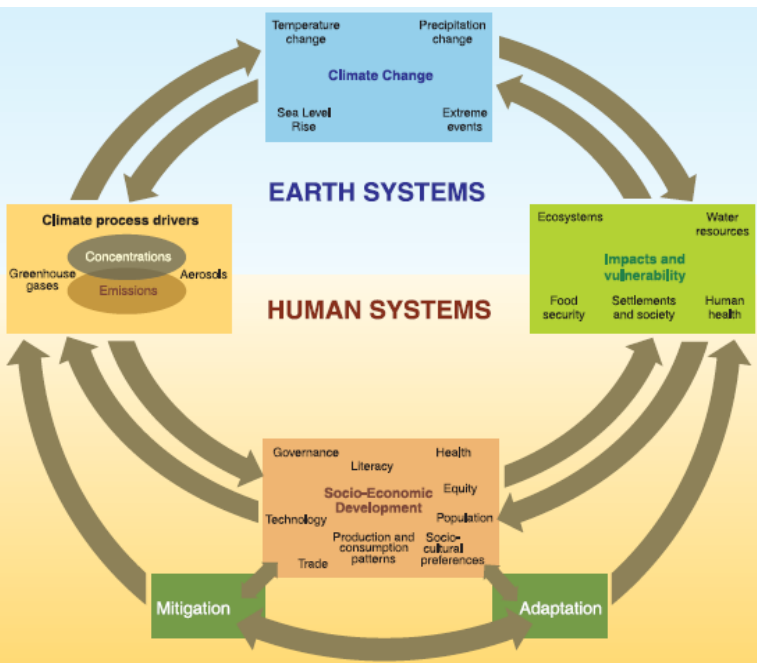 Temperature
change
Precipitation
change
Climate Change
Sea Level
Rise
Extreme
events
EARTH SYSTEMS
Climate process drivers
Concentrations
Greenhouse
gases
Aerosols
Emissions
Ecosystems
Water
resources
Impacts and
vulnerability
Food
security
Settlements
and society
Human
health
HUMAN SYSTEMS
Governance
Literacy
Health
Socio-Economic
Development
Equity
Technology
Population
Production and
consumption
patterns
Socio-
cultural
preferences
Trade
Mitigation
Adaptation